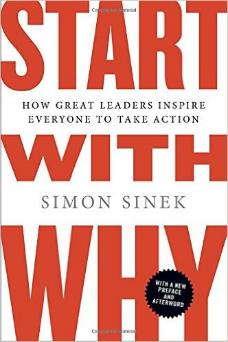 START
HOW GREAT LEADERS INSPIRE
EVERYONE TO TAKE ACTION
WITH
SIMON SINEK
WHY
WITH A NEW
PREFACE AND
AFTERWORD